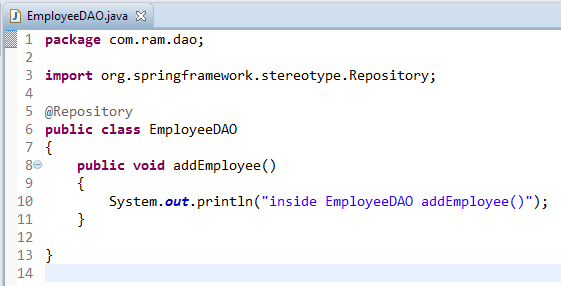 EmployeeDAO.java
1 package com.ram.dao;
2
3 import org.springframework.stereotype.Repository;
4
5 @Repository
6 public class EmployeeDAO
7 {
8     public void addEmployee()
9     {
10         System.out.println("inside EmployeeDAO addEmployee()");
11     }
12
13 }
14